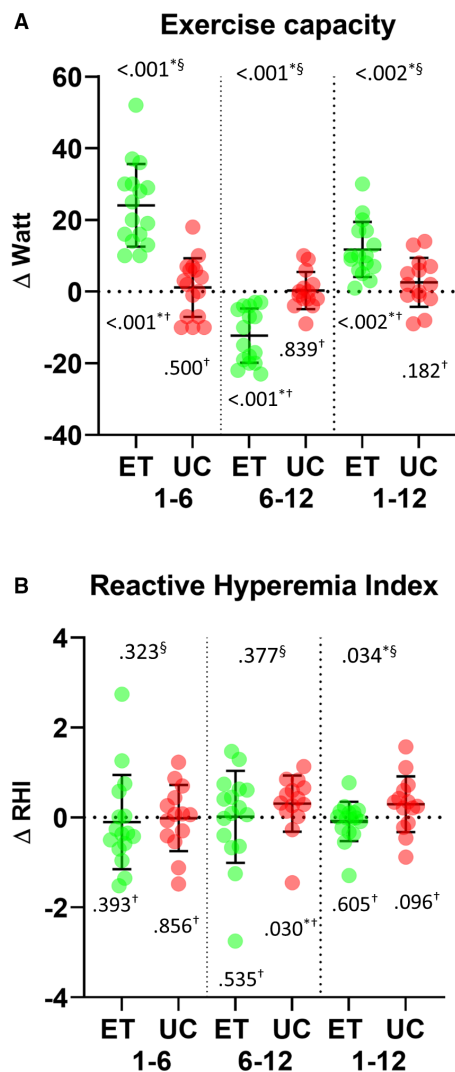 A
Exercise capacity
<.001*§ <.001*§ <.002*§
60
40
20
0
-20
-40
Δ Watt
<.001*† .500† <.001*† .839† <.002*† .182†
ET UC ET UC ET UC
1-6 6-12 1-12
B
Reactive Hyperemia Index
.323§ .377§ .034*§
4
2
0
-2
-4
Δ RHI
.393† .856† .535† .030*† .605† .096†
ET UC ET UC ET UC
1-6 6-12 1-12